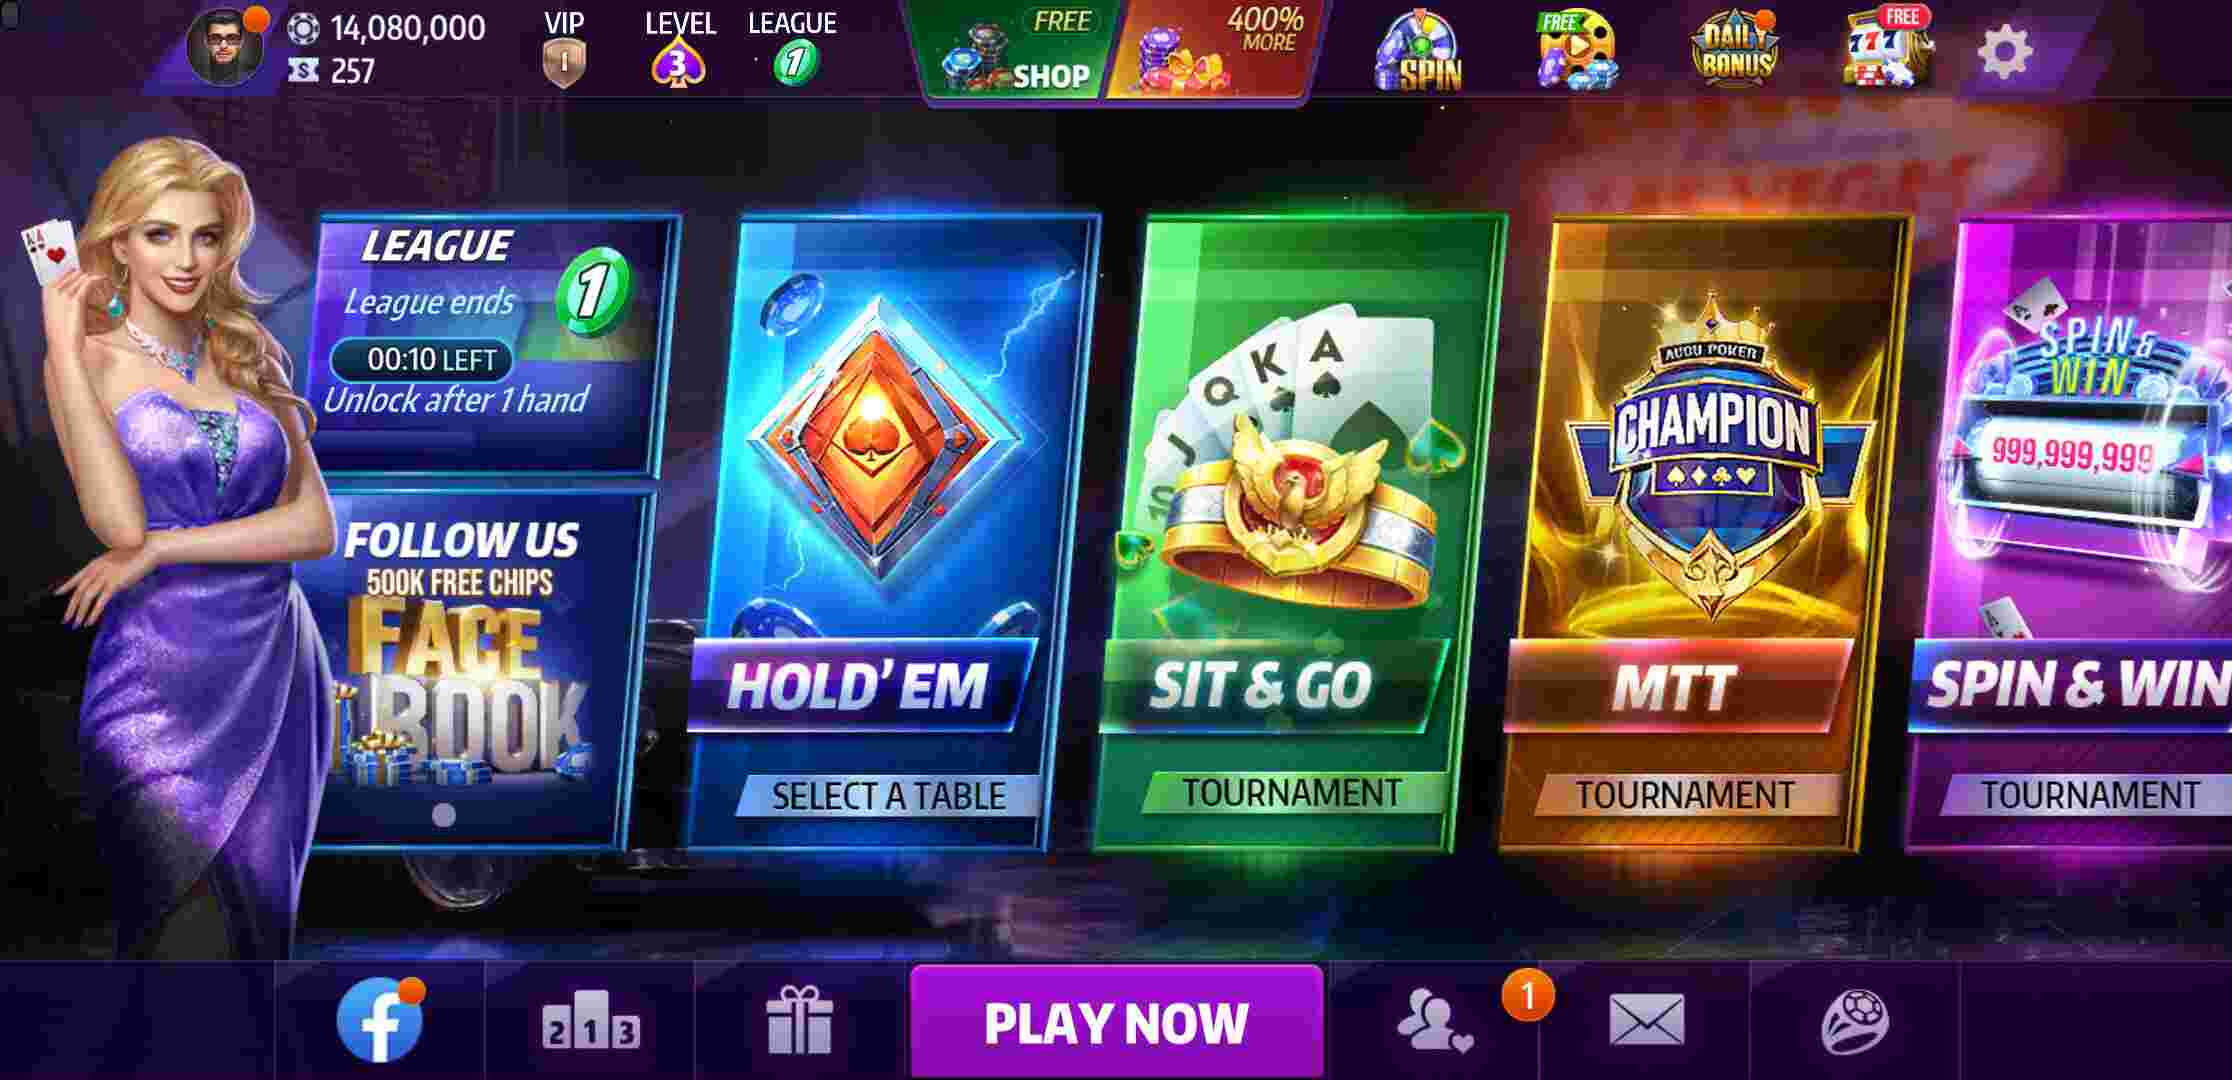 14,080,000
257
VIP
1
LEVEL
3
LEAGUE
1
FREE
SHOP
400%
MORE
SPIN
FREE
DAILY
BONUS
777
FREE
LEAGUE
League ends
1
00:10 LEFT
Unlock after 1 hand
FOLLOW US
500K FREE CHIPS
FACE
BOOK
HOLD'EM
SELECT A TABLE
10
J
Q
K
A
SIT & GO
TOURNAMENT
CHAMPION
MTT
TOURNAMENT
SPIN &
WIN
999,999,999
SPIN & WIN
TOURNAMENT
2 1 3
PLAY NOW
1